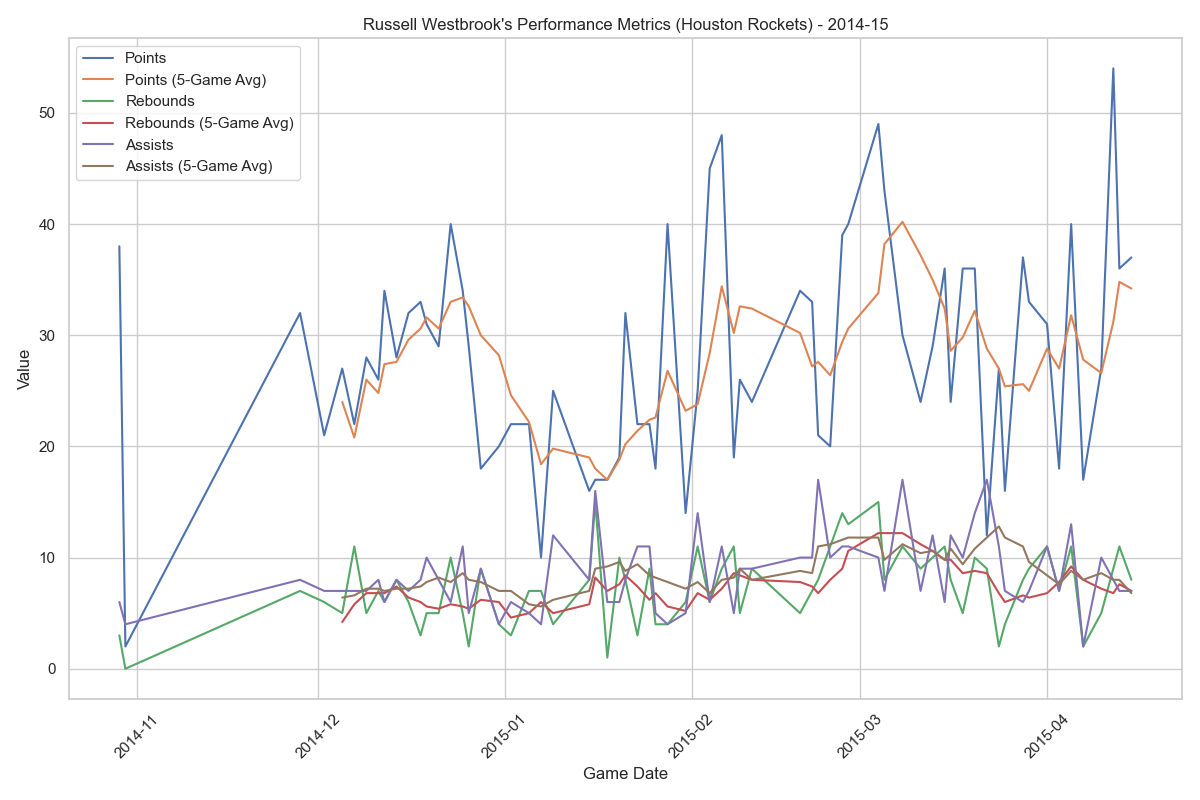 Russell Westbrook's Performance Metrics (Houston Rockets) - 2014-15
Points
Points (5-Game Avg)
Rebounds
Rebounds (5-Game Avg)
Assists
Assists (5-Game Avg)
Value
50
40
30
20
10
0
2014-11
2014-12
2015-01
2015-02
2015-03
2015-04
Game Date